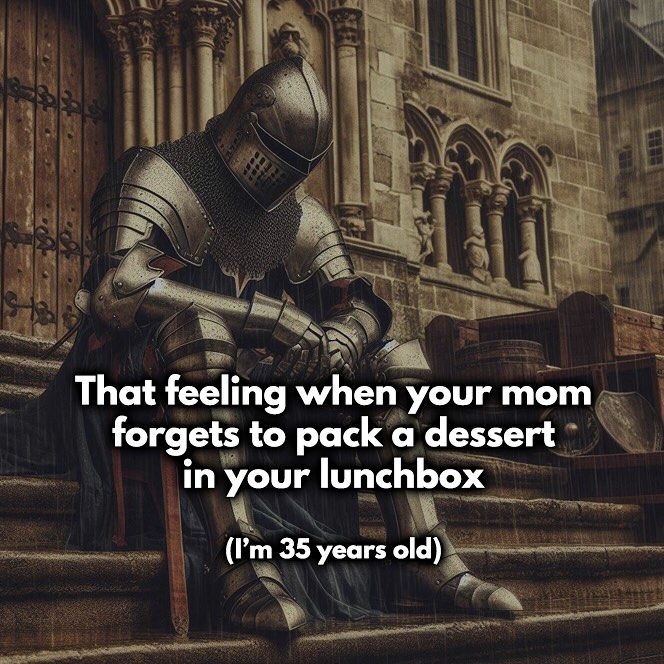 That feeling when your mom
forgets to pack a dessert
in your lunchbox
(I’m 35 years old)